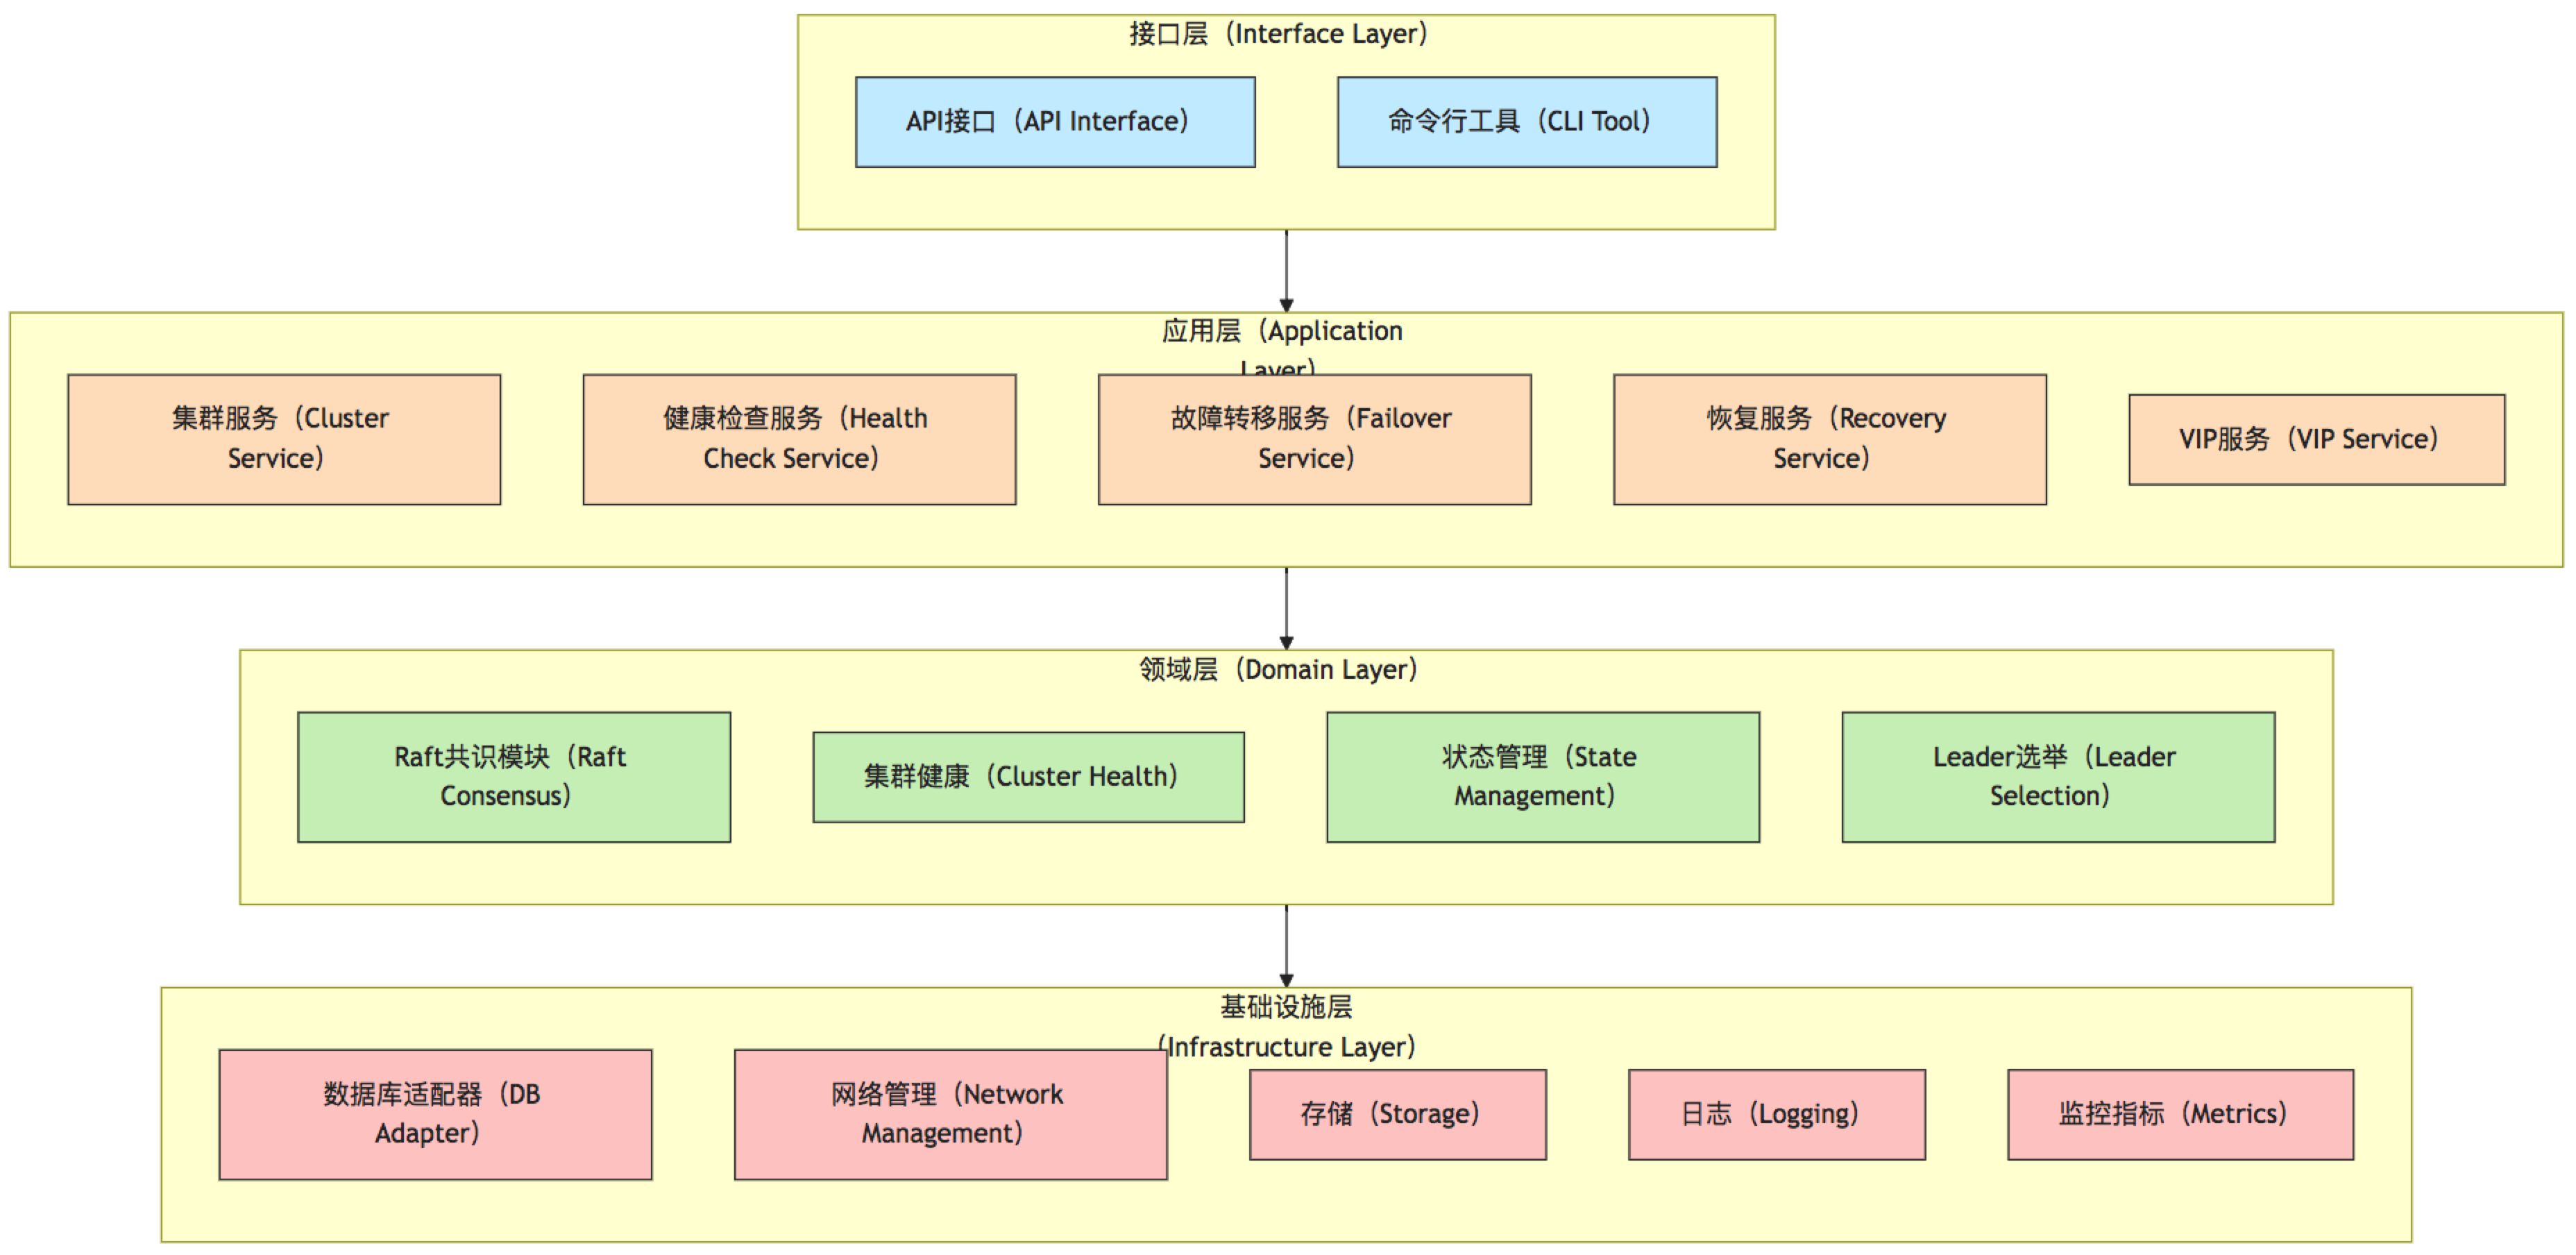 接口层（Interface Layer）
API接口（API Interface）
命令行工具（CLI Tool）
应用层（Application
Layer）
集群服务（Cluster
Service）
健康检查服务（Health
Check Service）
故障转移服务（Failover
Service）
恢复服务（Recovery
Service）
VIP服务（VIP Service）
领域层（Domain Layer）
Raft共识模块（Raft
Consensus）
集群健康（Cluster Health）
状态管理（State
Management）
Leader选举（Leader
Selection）
基础设施层
（Infrastructure Layer）
数据库适配器（DB
Adapter）
网络管理（Network
Management）
存储（Storage）
日志（Logging）
监控指标（Metrics）